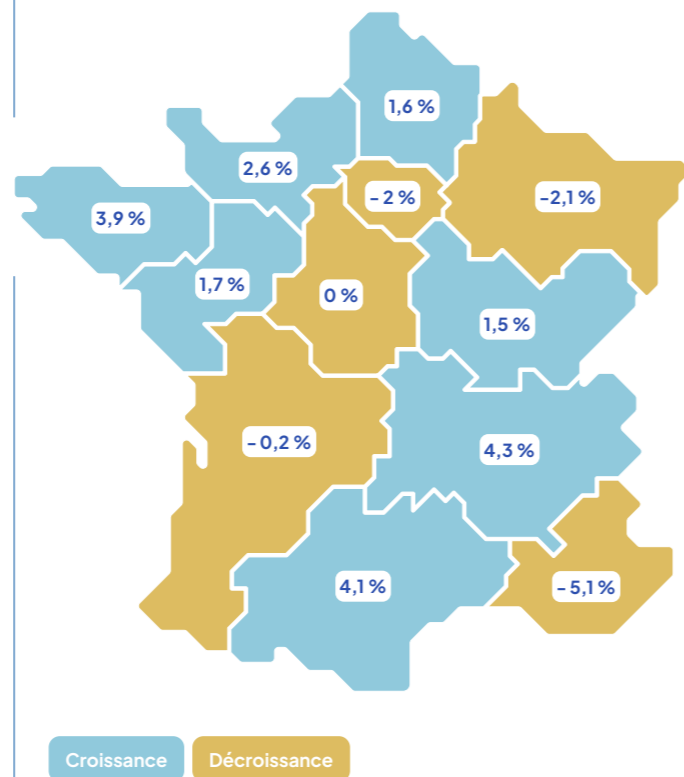 1,6 %
2,6 %
- 2 %
-2,1 %
3,9 %
1,7 %
0 %
1,5 %
- 0,2 %
4,3 %
4,1 %
- 5,1 %
Croissance
Décroissance